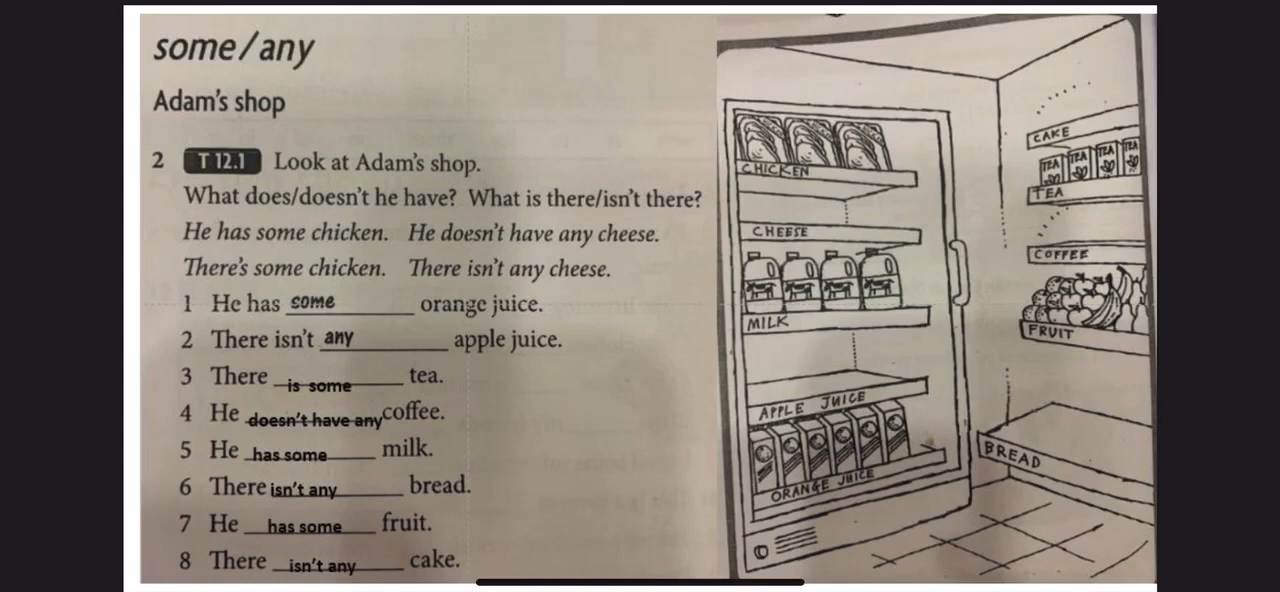 some/any
Adam's shop
2 T 12.1 Look at Adam's shop.
What does/doesn't he have? What is there/isn't there?
He has some chicken. He doesn't have any cheese.
There's some chicken. There isn't any cheese.
1 He has some orange juice.
2 There isn't any apple juice.
3 There is some tea.
4 He doesn't have any coffee.
5 He has some milk.
6 There isn't any bread.
7 He has some fruit.
8 There isn't any cake.
CHICKEN
CHEESE
MILK
APPLE JUICE
ORANGE JUICE
CAKE
TEA TEA TEA TEA
TEA
COFFEE
FRUIT
BREAD